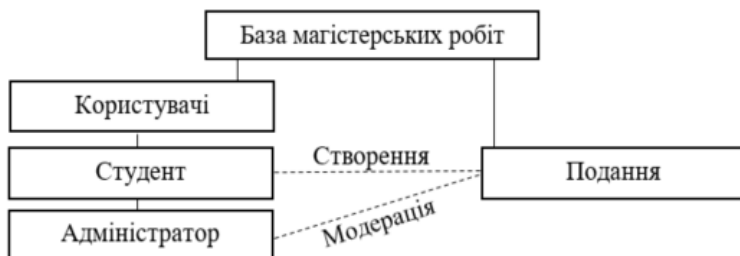 База магістерських робіт
Користувачі
Студент
Створення
Подання
Адміністратор
Модерація